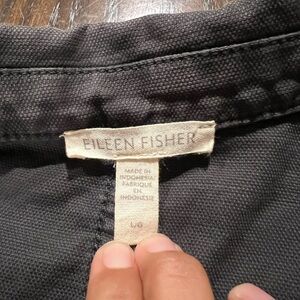 EILEEN FISHER
MADE IN
INDONESIA
FABRIQUE
EN
INDONESIE
L/G